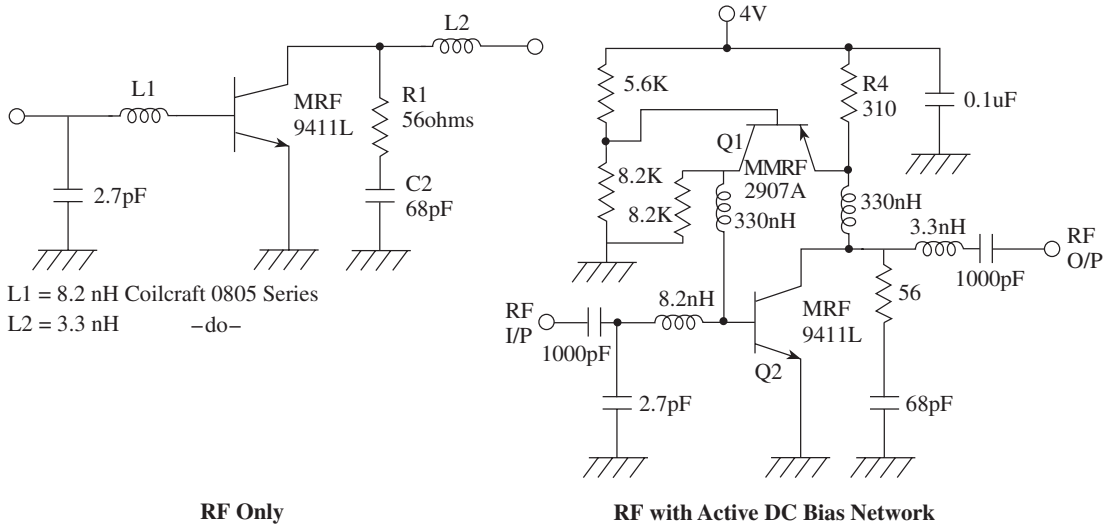 L2
L1
MRF
9411L
R1
56ohms
2.7pF
C2
68pF
L1 = 8.2 nH Coilcraft 0805 Series
L2 = 3.3 nH –do–
RF Only
4V
5.6K
R4
310
0.1uF
Q1
MMRF
2907A
8.2K
8.2K
330nH
330nH
3.3nH
RF
O/P
1000pF
RF
I/P
8.2nH
1000pF
MRF
9411L
56
Q2
2.7pF
68pF
RF with Active DC Bias Network